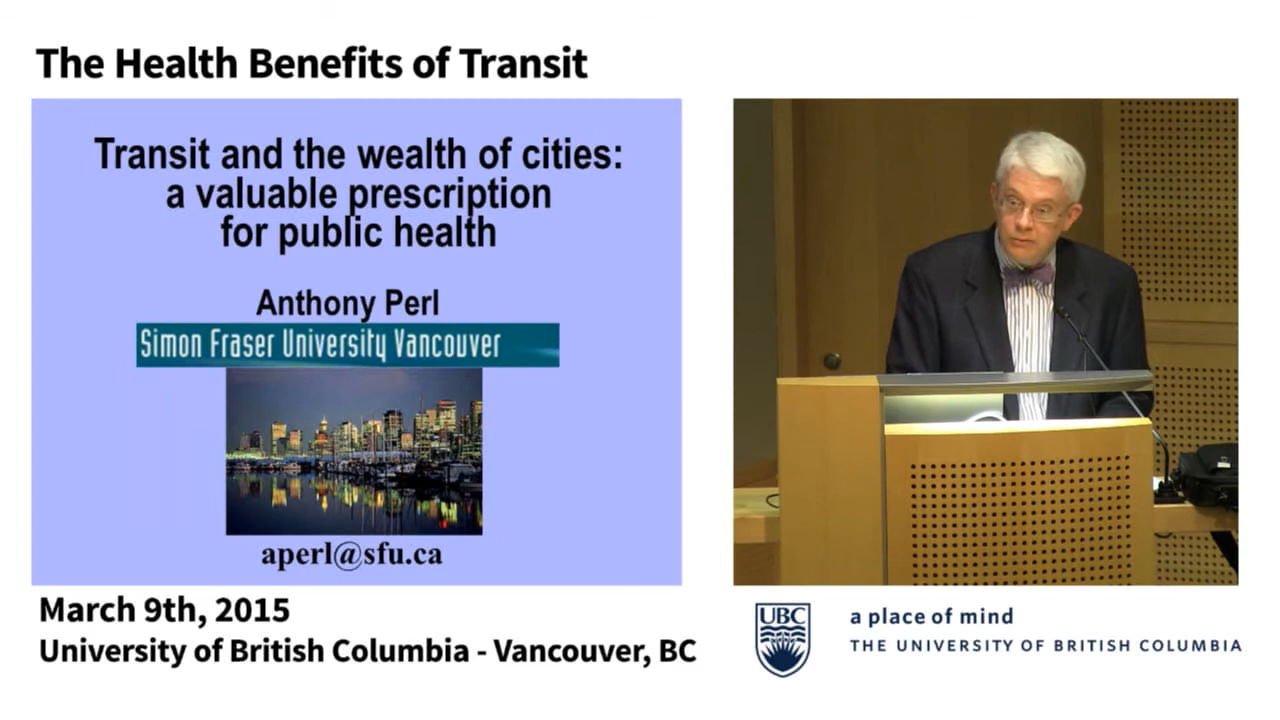 The Health Benefits of Transit
Transit and the wealth of cities:
a valuable prescription
for public health
Anthony Perl
Simon Fraser University Vancouver
aperl@sfu.ca
March 9th, 2015
University of British Columbia - Vancouver, BC
UBC
a place of mind
THE UNIVERSITY OF BRITISH COLUMBIA